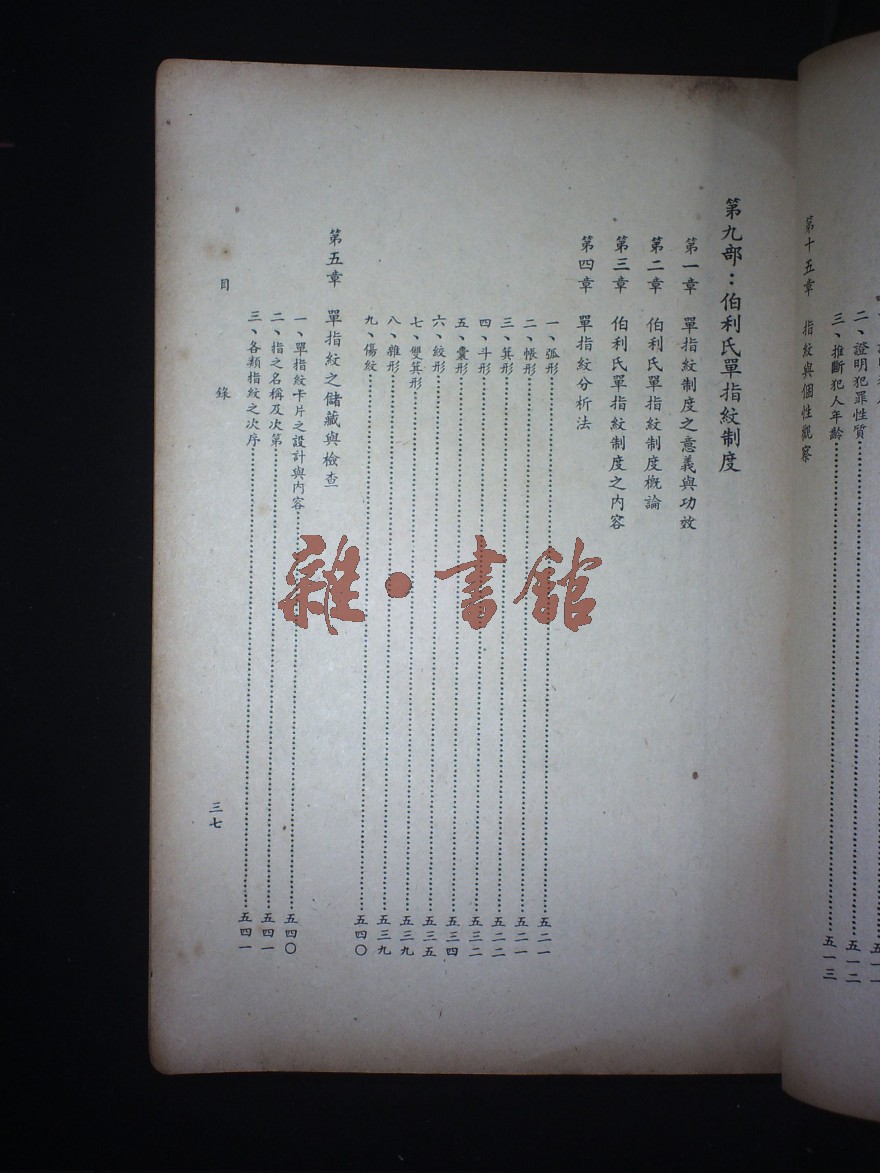 第十五章　指紋與個性觀察
二、證明犯罪性質……五一二
三、推斷犯人年齡……五一三
第九部：伯利氏單指紋制度
第一章　單指紋制度之意義與功效
第二章　伯利氏單指紋制度概論
第三章　伯利氏單指紋制度之內容
第四章　單指紋分析法
一、弧形……五二一
二、帳形……五二一
三、箕形……五二二
四、斗形……五三二
五、囊形……五三四
六、絞形……五三五
七、雙箕形……五三九
八、雜形……五三九
九、傷紋……五四〇
第五章　單指紋之儲藏與檢查
一、單指紋卡片之設計與內容……五四〇
二、指之名稱及次第……五四一
三、各類指紋之次序……五四一
目錄　三七
雜·書館